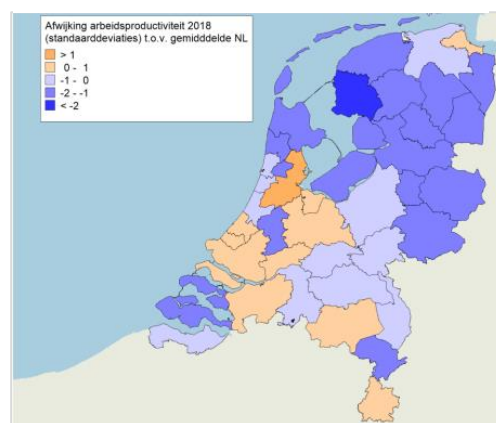 Afwijking arbeidsproductiviteit 2018
(standaarddeviaties) t.o.v. gemidddelde NL
> 1
0 - 1
-1 - 0
-2 - -1
< -2